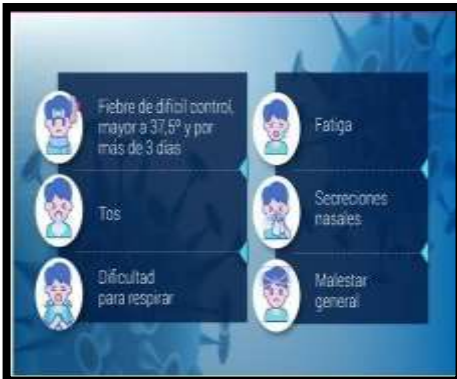 Fiebre de difícil control,
mayor a 37,5º y por
más de 3 días
Tos
Dificultad
para respirar
Fatiga
Secreciones
nasales
Malestar
general